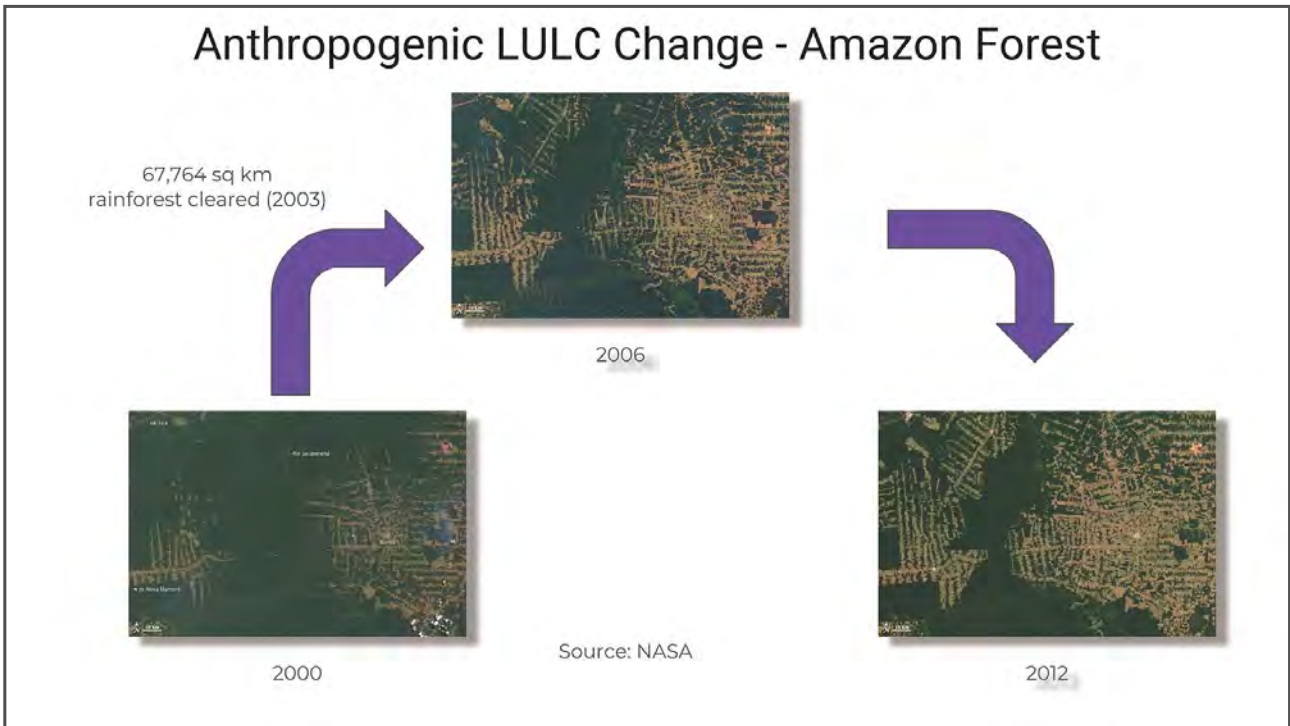 Anthropogenic LULC Change - Amazon Forest
67,764 sq km
rainforest cleared (2003)
2006
2000
Source: NASA
2012